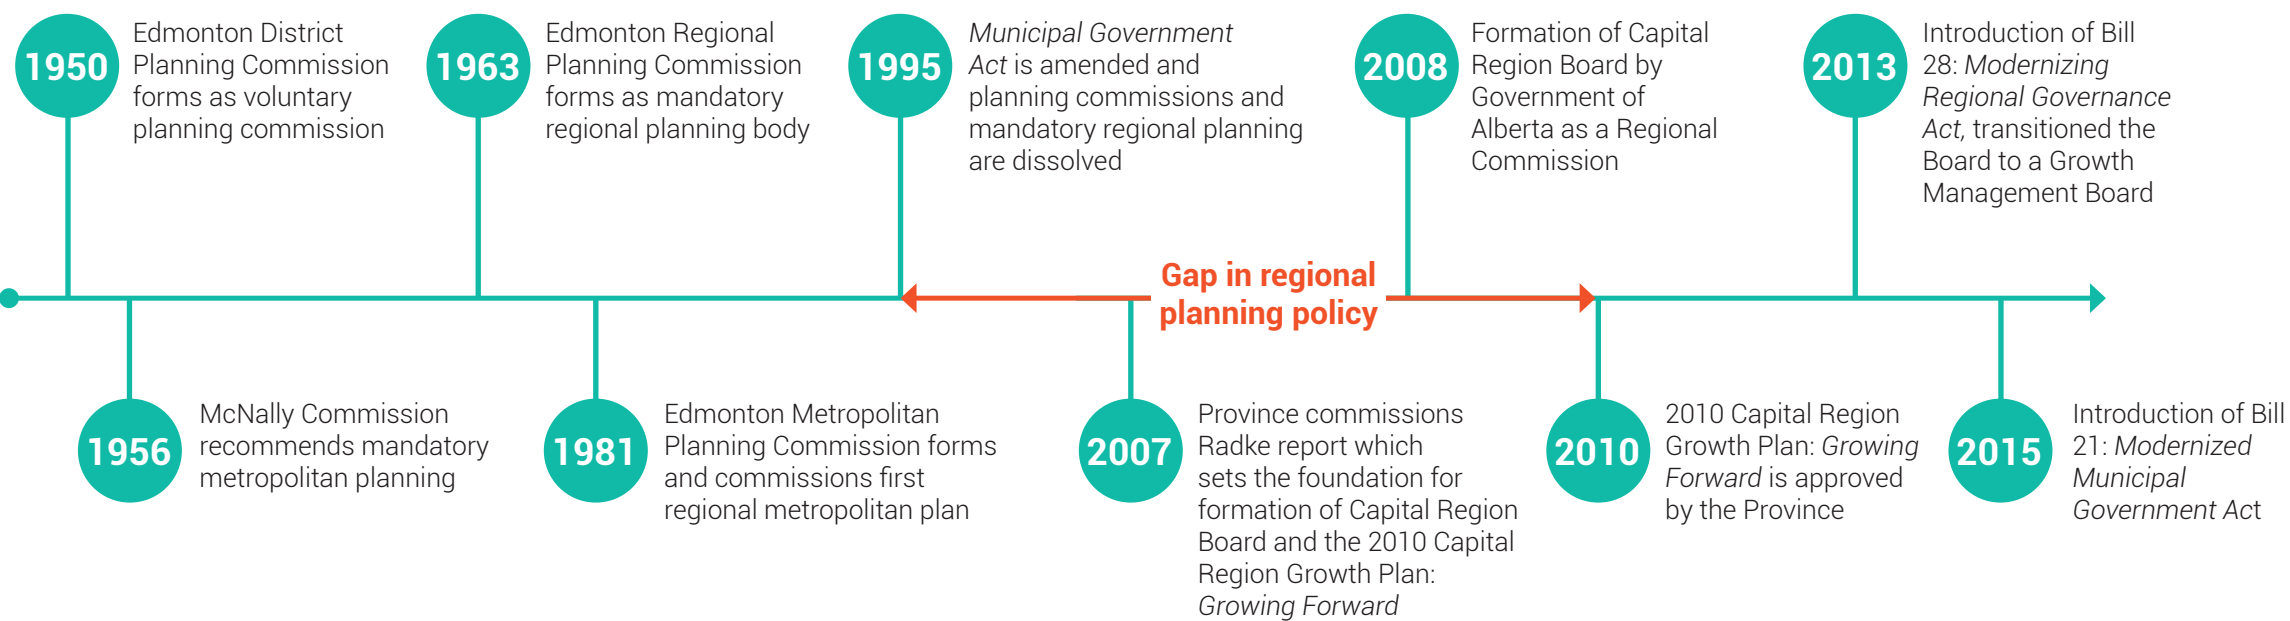 1950
Edmonton District
Planning Commission
forms as voluntary
planning commission
1963
Edmonton Regional
Planning Commission
forms as mandatory
regional planning body
1995
Municipal Government
Act is amended and
planning commissions and
mandatory regional planning
are dissolved
2008
Formation of Capital
Region Board by
Government of
Alberta as a Regional
Commission
2013
Introduction of Bill
28: Modernizing
Regional Governance
Act, transitioned the
Board to a Growth
Management Board
Gap in regional
planning policy
1956
McNally Commission
recommends mandatory
metropolitan planning
1981
Edmonton Metropolitan
Planning Commission forms
and commissions first
regional metropolitan plan
2007
Province commissions
Radke report which
sets the foundation for
formation of Capital Region
Board and the 2010 Capital
Region Growth Plan:
Growing Forward
2010
2010 Capital Region
Growth Plan: Growing
Forward is approved
by the Province
2015
Introduction of Bill
21: Modernized
Municipal
Government Act